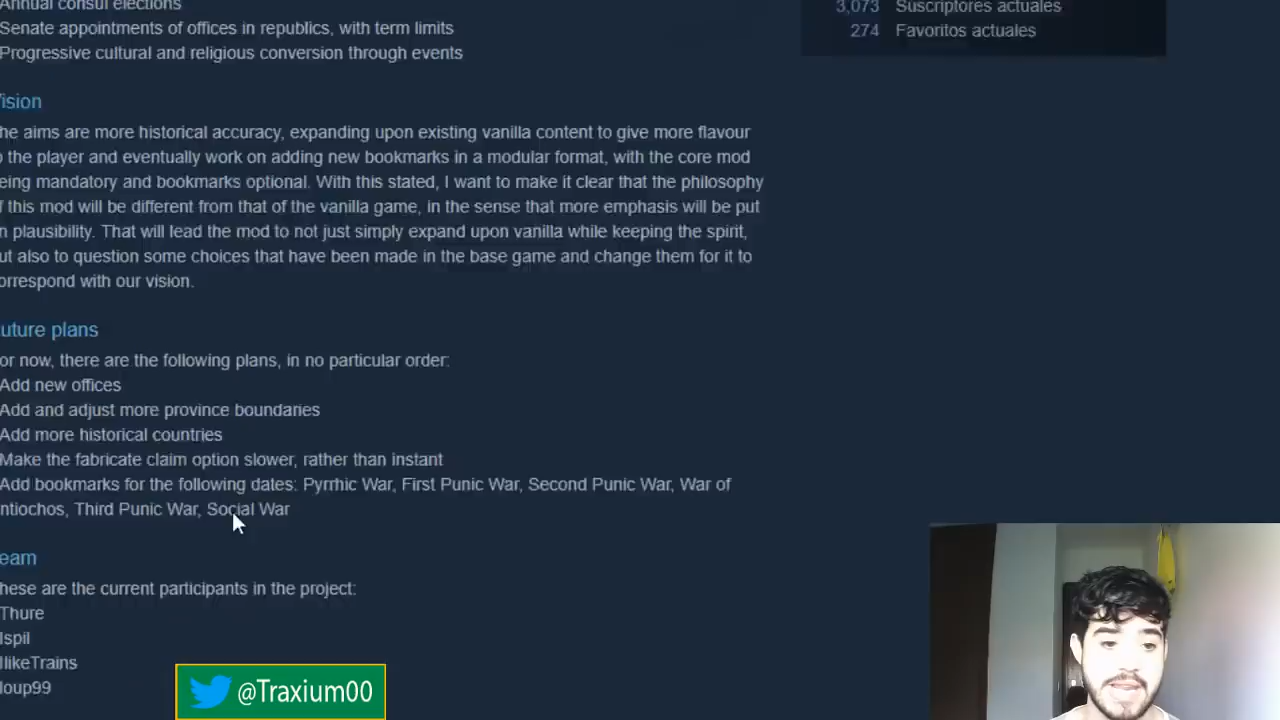 Annual consul elections
Senate appointments of offices in republics, with term limits
Progressive cultural and religious conversion through events
3,073 Suscriptores actuales
274 Favoritos actuales
ision
he aims are more historical accuracy, expanding upon existing vanilla content to give more flavour
o the player and eventually work on adding new bookmarks in a modular format, with the core mod
eing mandatory and bookmarks optional. With this stated, I want to make it clear that the philosophy
f this mod will be different from that of the vanilla game, in the sense that more emphasis will be put
n plausibility. That will lead the mod to not just simply expand upon vanilla while keeping the spirit,
ut also to question some choices that have been made in the base game and change them for it to
orrespond with our vision.
uture plans
or now, there are the following plans, in no particular order:
Add new offices
Add and adjust more province boundaries
Add more historical countries
Make the fabricate claim option slower, rather than instant
Add bookmarks for the following dates: Pyrrhic War, First Punic War, Second Punic War, War of
ntiochos, Third Punic War, Social War
eam
hese are the current participants in the project:
Thure
Ispil
IlikeTrains
loup99
@Traxium00